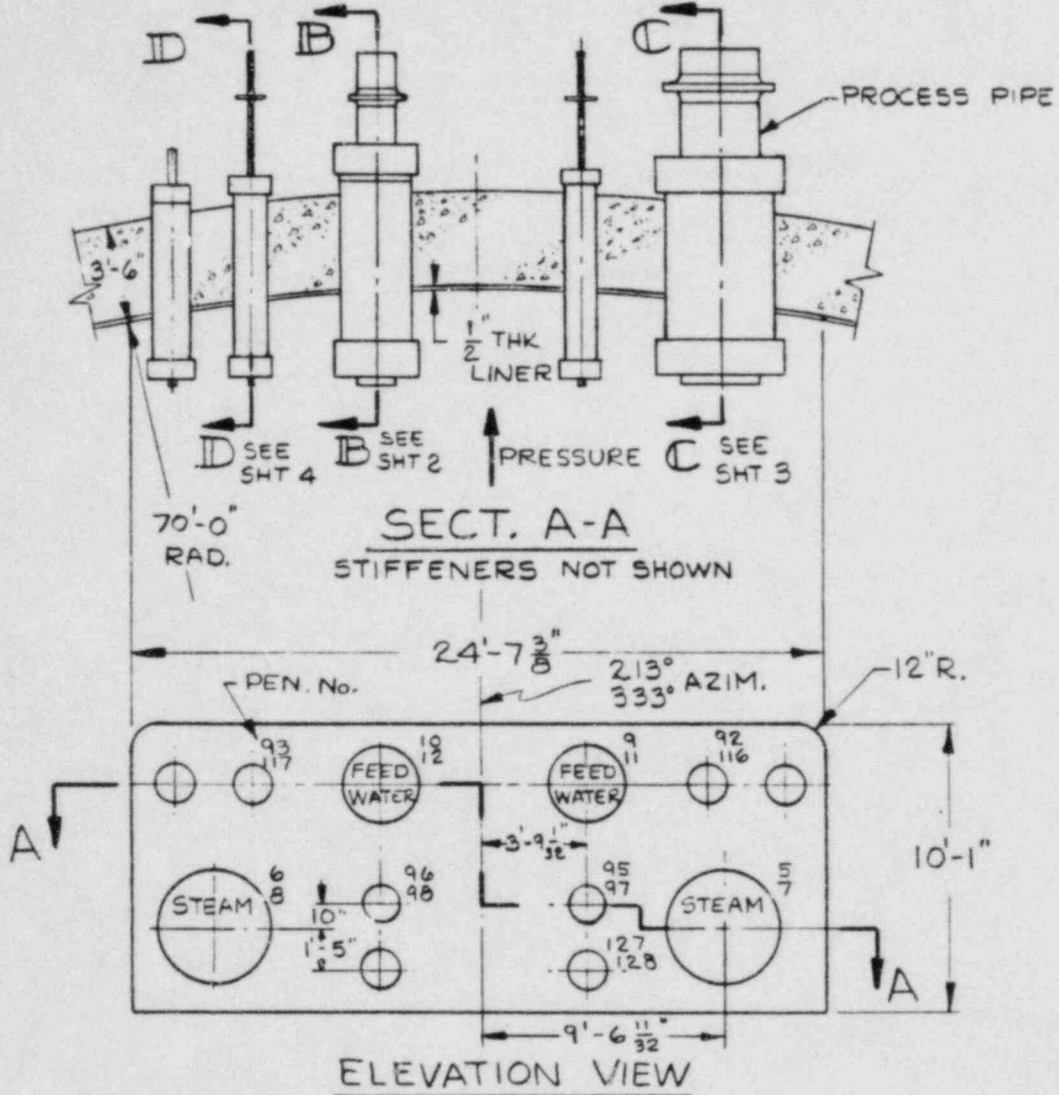 D
B
C
PROCESS PIPE
3'-6"
1/2" THK
LINER
D SEE
SHT 4
B SEE
SHT 2
PRESSURE
C SEE
SHT 3
70'-0"
RAD.
SECT. A-A
STIFFENERS NOT SHOWN
24'-7 3/8"
213°
333° AZIM.
PEN. No.
12" R.
93
117
10
12
9
11
92
116
FEED
WATER
FEED
WATER
A
3'-9 1/32"
10'-1"
6
8
96
98
95
97
5
7
STEAM
STEAM
10"
1'-5"
127
128
A
9'-6 11/32"
ELEVATION VIEW